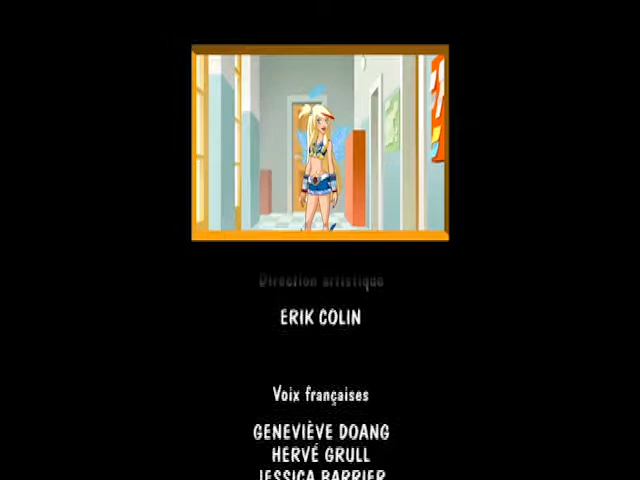 Direction artistique
ERIK COLIN
Voix françaises
GENEVIÈVE DOANG
HERVÉ GRULL
JESSICA BARRIER